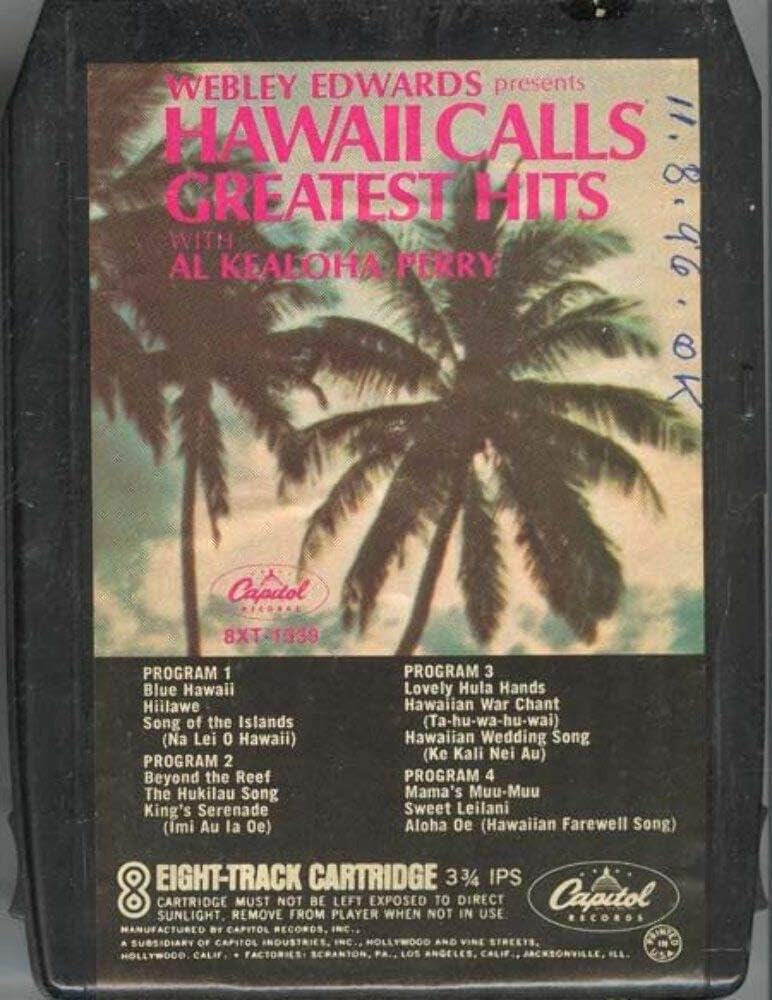 WEBLEY EDWARDS presents
HAWAII CALLS
GREATEST HITS
WITH
AL KEALOHA PERRY
11.8.96.OK
Capitol
RECORDS
8XT-1339
PROGRAM 1
Blue Hawaii
Hiilawe
Song of the Islands
(Na Lei O Hawaii)
PROGRAM 2
Beyond the Reef
The Hukilau Song
King's Serenade
(Imi Au Ia Oe)
PROGRAM 3
Lovely Hula Hands
Hawaiian War Chant
(Ta-hu-wa-hu-wai)
Hawaiian Wedding Song
(Ke Kali Nei Au)
PROGRAM 4
Mama's Muu-Muu
Sweet Leilani
Aloha Oe (Hawaiian Farewell Song)
8 EIGHT-TRACK CARTRIDGE 3¾ IPS
CARTRIDGE MUST NOT BE LEFT EXPOSED TO DIRECT
SUNLIGHT. REMOVE FROM PLAYER WHEN NOT IN USE
MANUFACTURED BY CAPITOL RECORDS, INC.,
A SUBSIDIARY OF CAPITOL INDUSTRIES, INC., HOLLYWOOD AND VINE STREETS,
HOLLYWOOD, CALIF. • FACTORIES: SCRANTON, PA., LOS ANGELES, CALIF., JACKSONVILLE, ILL.
Capitol
RECORDS
PRINTED
IN
U.S.A.